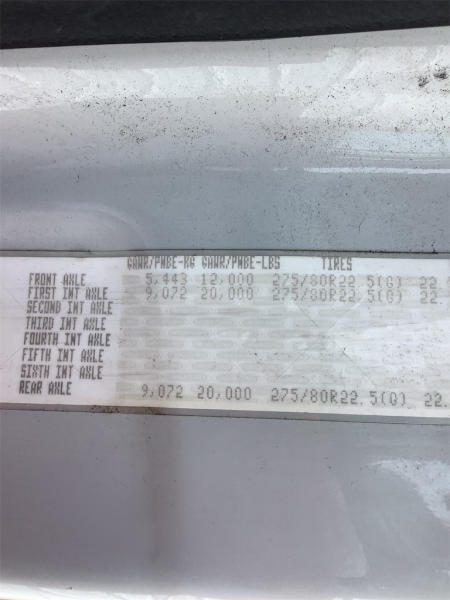 GAWR/PNBE-KG GAWR/PNBE-LBS TIRES
FRONT AXLE 5,443 12,000 275/80R22.5(G) 22.
FIRST INT AXLE 9,072 20,000 275/80R22.5(G) 22.
SECOND INT AXLE
THIRD INT AXLE
FOURTH INT AXLE
FIFTH INT AXLE
SIXTH INT AXLE
REAR AXLE 9,072 20,000 275/80R22.5(G) 22.